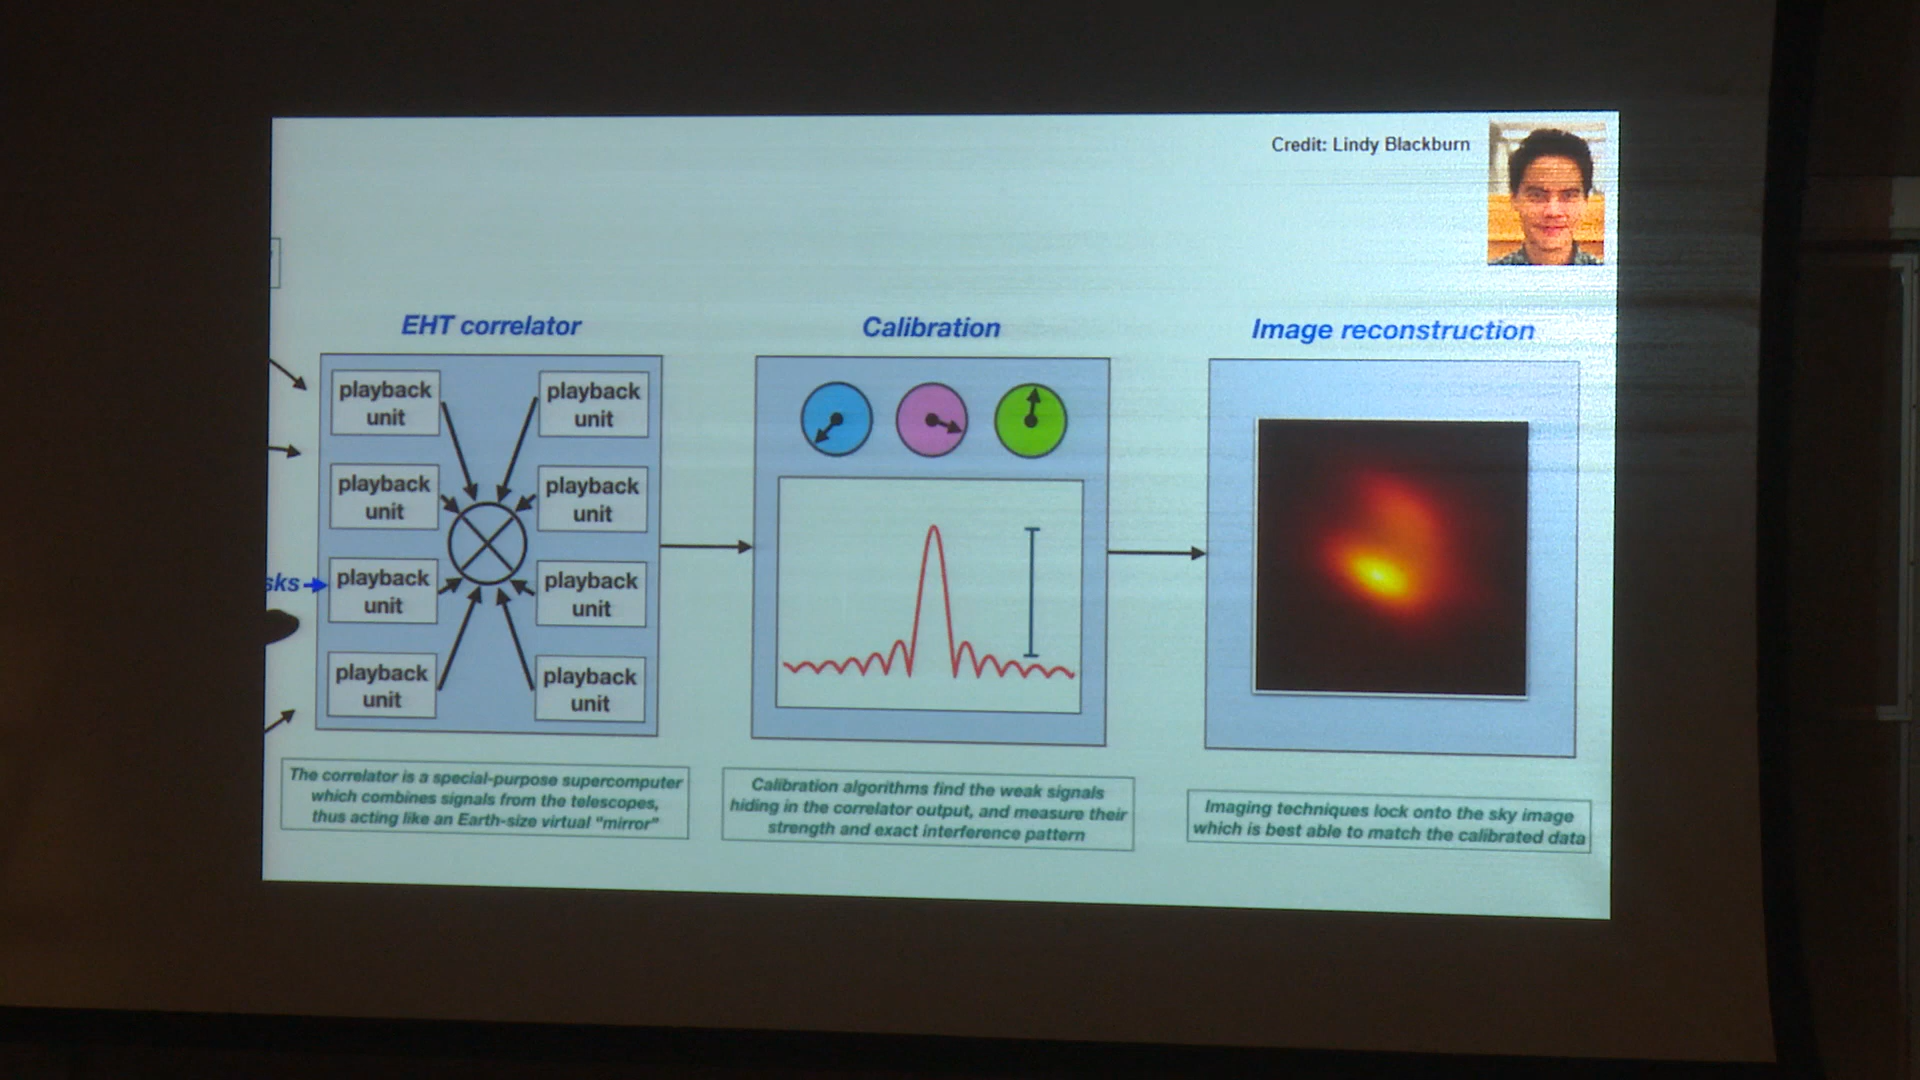 Credit: Lindy Blackburn
EHT correlator
Calibration
Image reconstruction
playback
unit
playback
unit
playback
unit
playback
unit
sks
playback
unit
playback
unit
playback
unit
playback
unit
The correlator is a special-purpose supercomputer
which combines signals from the telescopes,
thus acting like an Earth-size virtual "mirror"
Calibration algorithms find the weak signals
hiding in the correlator output, and measure their
strength and exact interference pattern
Imaging techniques lock onto the sky image
which is best able to match the calibrated data